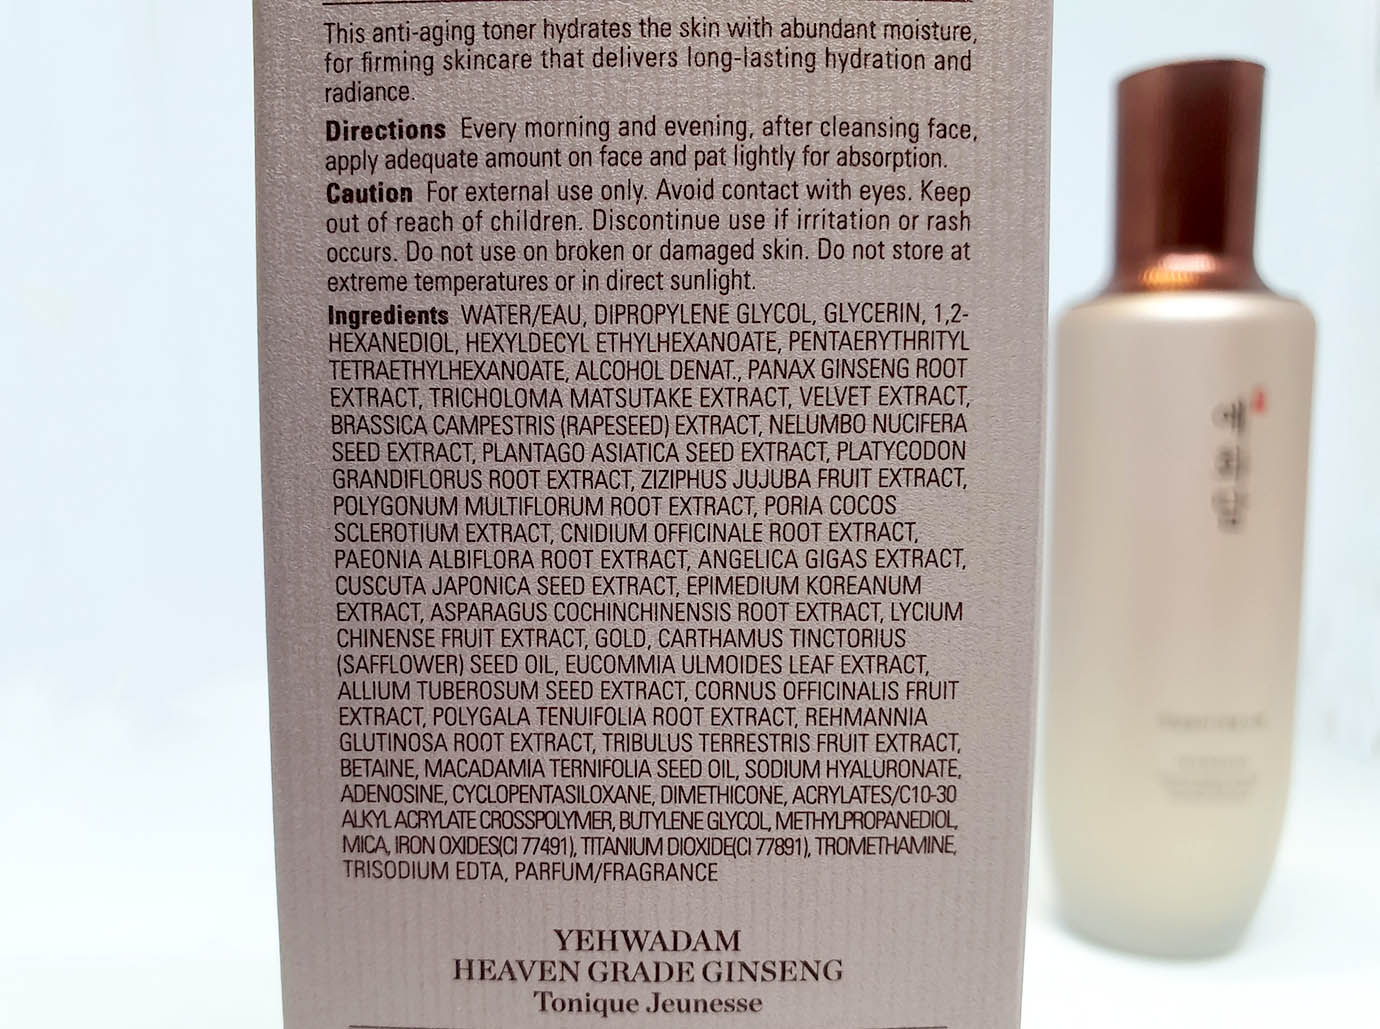 This anti-aging toner hydrates the skin with abundant moisture,
for firming skincare that delivers long-lasting hydration and
radiance.
Directions Every morning and evening, after cleansing face,
apply adequate amount on face and pat lightly for absorption.
Caution For external use only. Avoid contact with eyes. Keep
out of reach of children. Discontinue use if irritation or rash
occurs. Do not use on broken or damaged skin. Do not store at
extreme temperatures or in direct sunlight.
Ingredients WATER/EAU, DIPROPYLENE GLYCOL, GLYCERIN, 1,2-
HEXANEDIOL, HEXYLDECYL ETHYLHEXANOATE, PENTAERYTHRITYL
TETRAETHYLHEXANOATE, ALCOHOL DENAT., PANAX GINSENG ROOT
EXTRACT, TRICHOLOMA MATSUTAKE EXTRACT, VELVET EXTRACT,
BRASSICA CAMPESTRIS (RAPESEED) EXTRACT, NELUMBO NUCIFERA
SEED EXTRACT, PLANTAGO ASIATICA SEED EXTRACT, PLATYCODON
GRANDIFLORUS ROOT EXTRACT, ZIZIPHUS JUJUBA FRUIT EXTRACT,
POLYGONUM MULTIFLORUM ROOT EXTRACT, PORIA COCOS
SCLEROTIUM EXTRACT, CNIDIUM OFFICINALE ROOT EXTRACT,
PAEONIA ALBIFLORA ROOT EXTRACT, ANGELICA GIGAS EXTRACT,
CUSCUTA JAPONICA SEED EXTRACT, EPIMEDIUM KOREANUM
EXTRACT, ASPARAGUS COCHINCHINENSIS ROOT EXTRACT, LYCIUM
CHINENSE FRUIT EXTRACT, GOLD, CARTHAMUS TINCTORIUS
(SAFFLOWER) SEED OIL, EUCOMMIA ULMOIDES LEAF EXTRACT,
ALLIUM TUBEROSUM SEED EXTRACT, CORNUS OFFICINALIS FRUIT
EXTRACT, POLYGALA TENUIFOLIA ROOT EXTRACT, REHMANNIA
GLUTINOSA ROOT EXTRACT, TRIBULUS TERRESTRIS FRUIT EXTRACT,
BETAINE, MACADAMIA TERNIFOLIA SEED OIL, SODIUM HYALURONATE,
ADENOSINE, CYCLOPENTASILOXANE, DIMETHICONE, ACRYLATES/C10-30
ALKYL ACRYLATE CROSSPOLYMER, BUTYLENE GLYCOL, METHYLPROPANEDIOL,
MICA, IRON OXIDES(CI 77491), TITANIUM DIOXIDE(CI 77891), TROMETHAMINE,
TRISODIUM EDTA, PARFUM/FRAGRANCE
YEHWADAM
HEAVEN GRADE GINSENG
Tonique Jeunesse
예화담